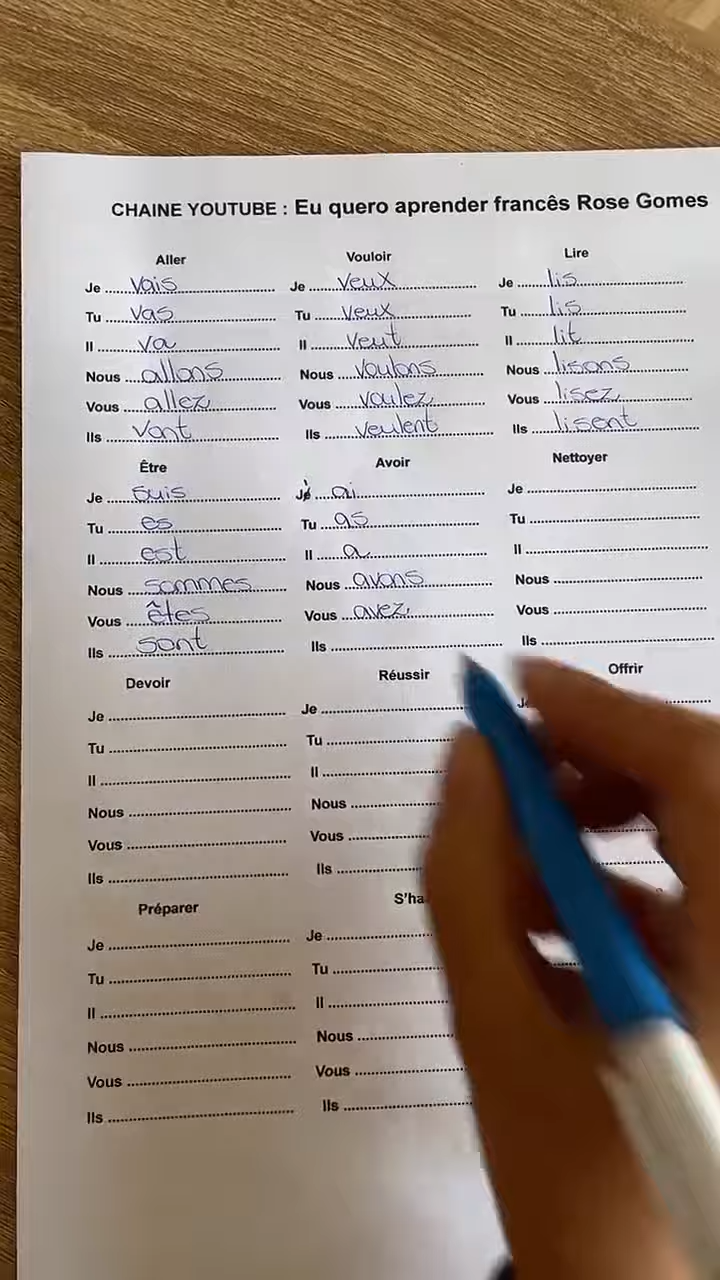 CHAINE YOUTUBE : Eu quero aprender francês Rose Gomes
Aller
Je vais
Tu vas
Il va
Nous allons
Vous allez
Ils vont
Vouloir
Je veux
Tu veux
Il veut
Nous voulons
Vous voulez
Ils veulent
Lire
Je lis
Tu lis
Il lit
Nous lisons
Vous lisez
Ils lisent
Être
Je suis
Tu es
Il est
Nous sommes
Vous êtes
Ils sont
Avoir
J' ai
Tu as
Il a
Nous avons
Vous avez
Ils
Nettoyer
Je
Tu
Il
Nous
Vous
Ils
Devoir
Je
Tu
Il
Nous
Vous
Ils
Réussir
Je
Tu
Il
Nous
Vous
Ils
Offrir
Préparer
Je
Tu
Il
Nous
Vous
Ils
S'ha
Je
Tu
Il
Nous
Vous
Ils